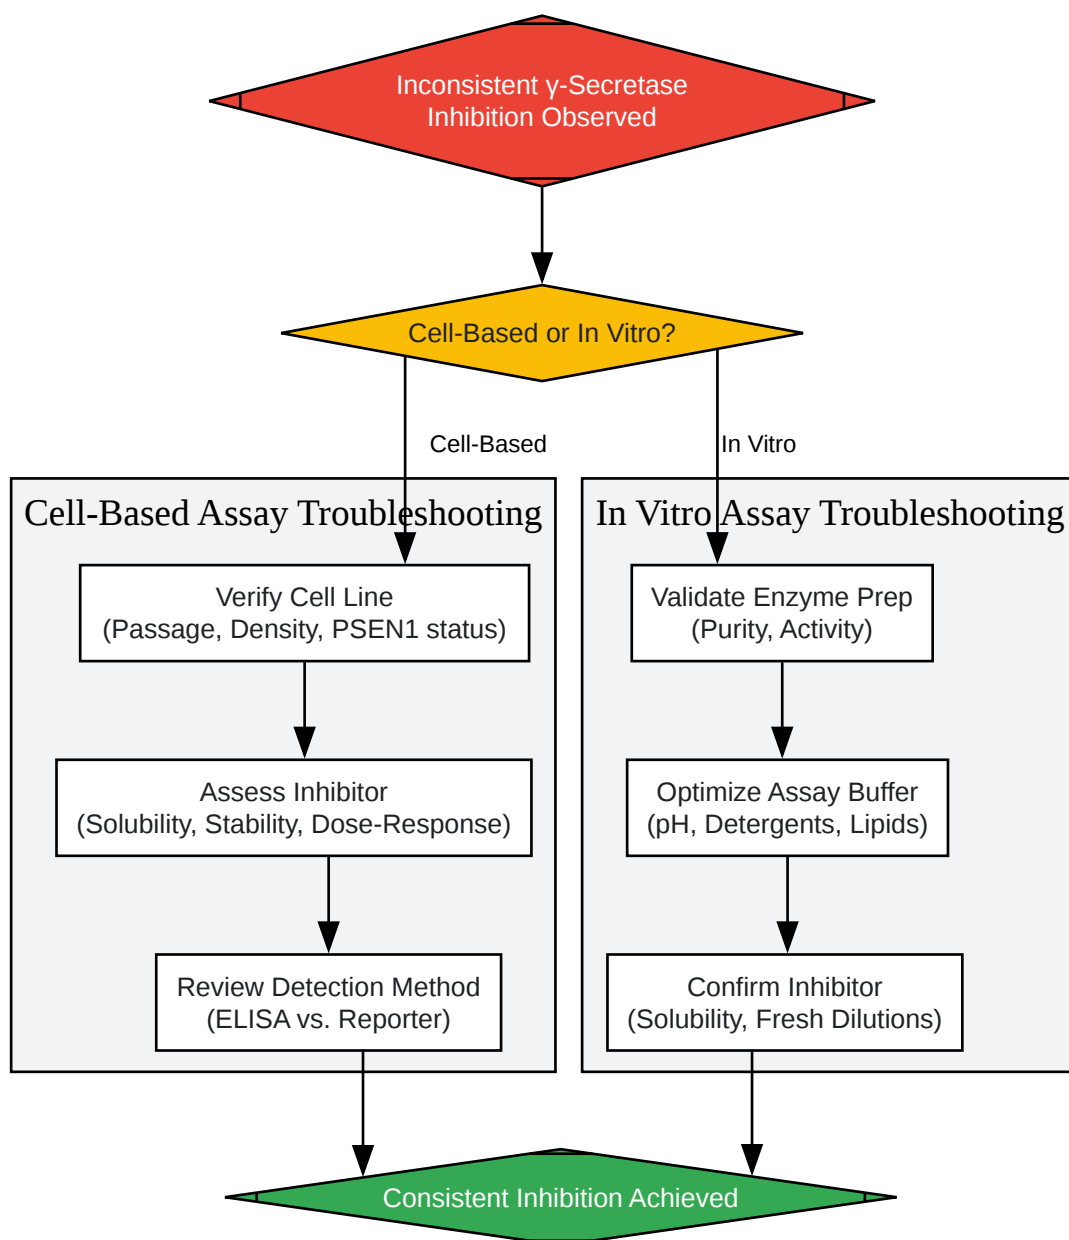 Inconsistent γ-Secretase
Inhibition Observed
Cell-Based or In Vitro?
Cell-Based
In Vitro
Cell-Based Assay Troubleshooting
Verify Cell Line
(Passage, Density, PSEN1 status)
Assess Inhibitor
(Solubility, Stability, Dose-Response)
Review Detection Method
(ELISA vs. Reporter)
In Vitro Assay Troubleshooting
Validate Enzyme Prep
(Purity, Activity)
Optimize Assay Buffer
(pH, Detergents, Lipids)
Confirm Inhibitor
(Solubility, Fresh Dilutions)
Consistent Inhibition Achieved